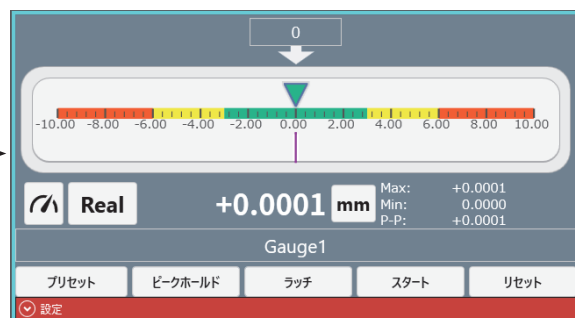 0
-10.00 -8.00 -6.00 -4.00 -2.00 0.00 2.00 4.00 6.00 8.00 10.00
Real +0.0001 mm
Max: +0.0001
Min: 0.0000
P-P: +0.0001
Gauge1
プリセット ピークホールド ラッチ スタート リセット
設定